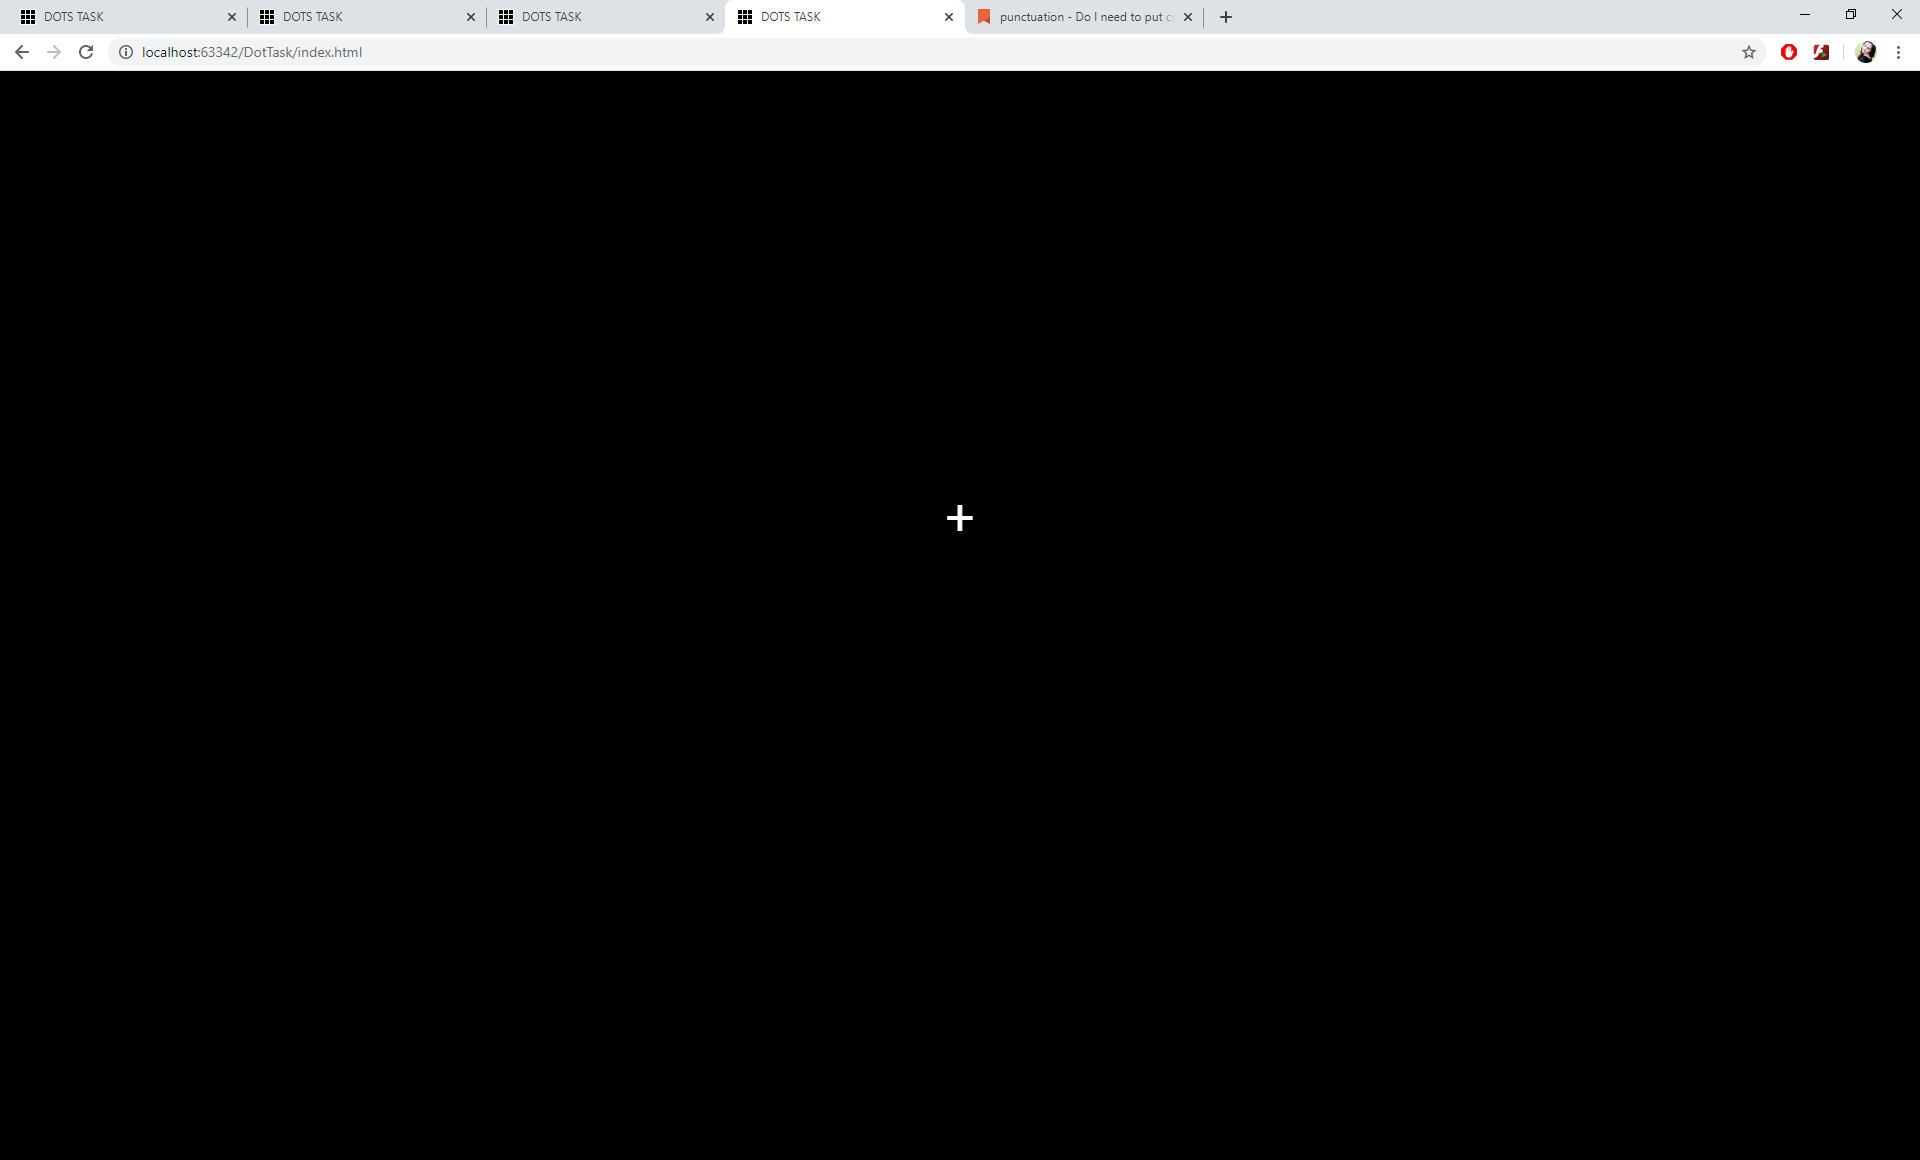 DOTS TASK
DOTS TASK
DOTS TASK
DOTS TASK
punctuation - Do I need to put
localhost:63342/DotTask/index.html
+